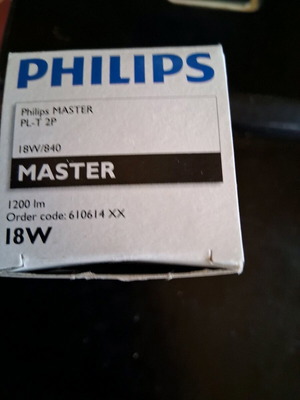 PHILIPS
Philips MASTER
PL-T 2P
18W/840
MASTER
1200 lm
Order code: 610614 XX
18W